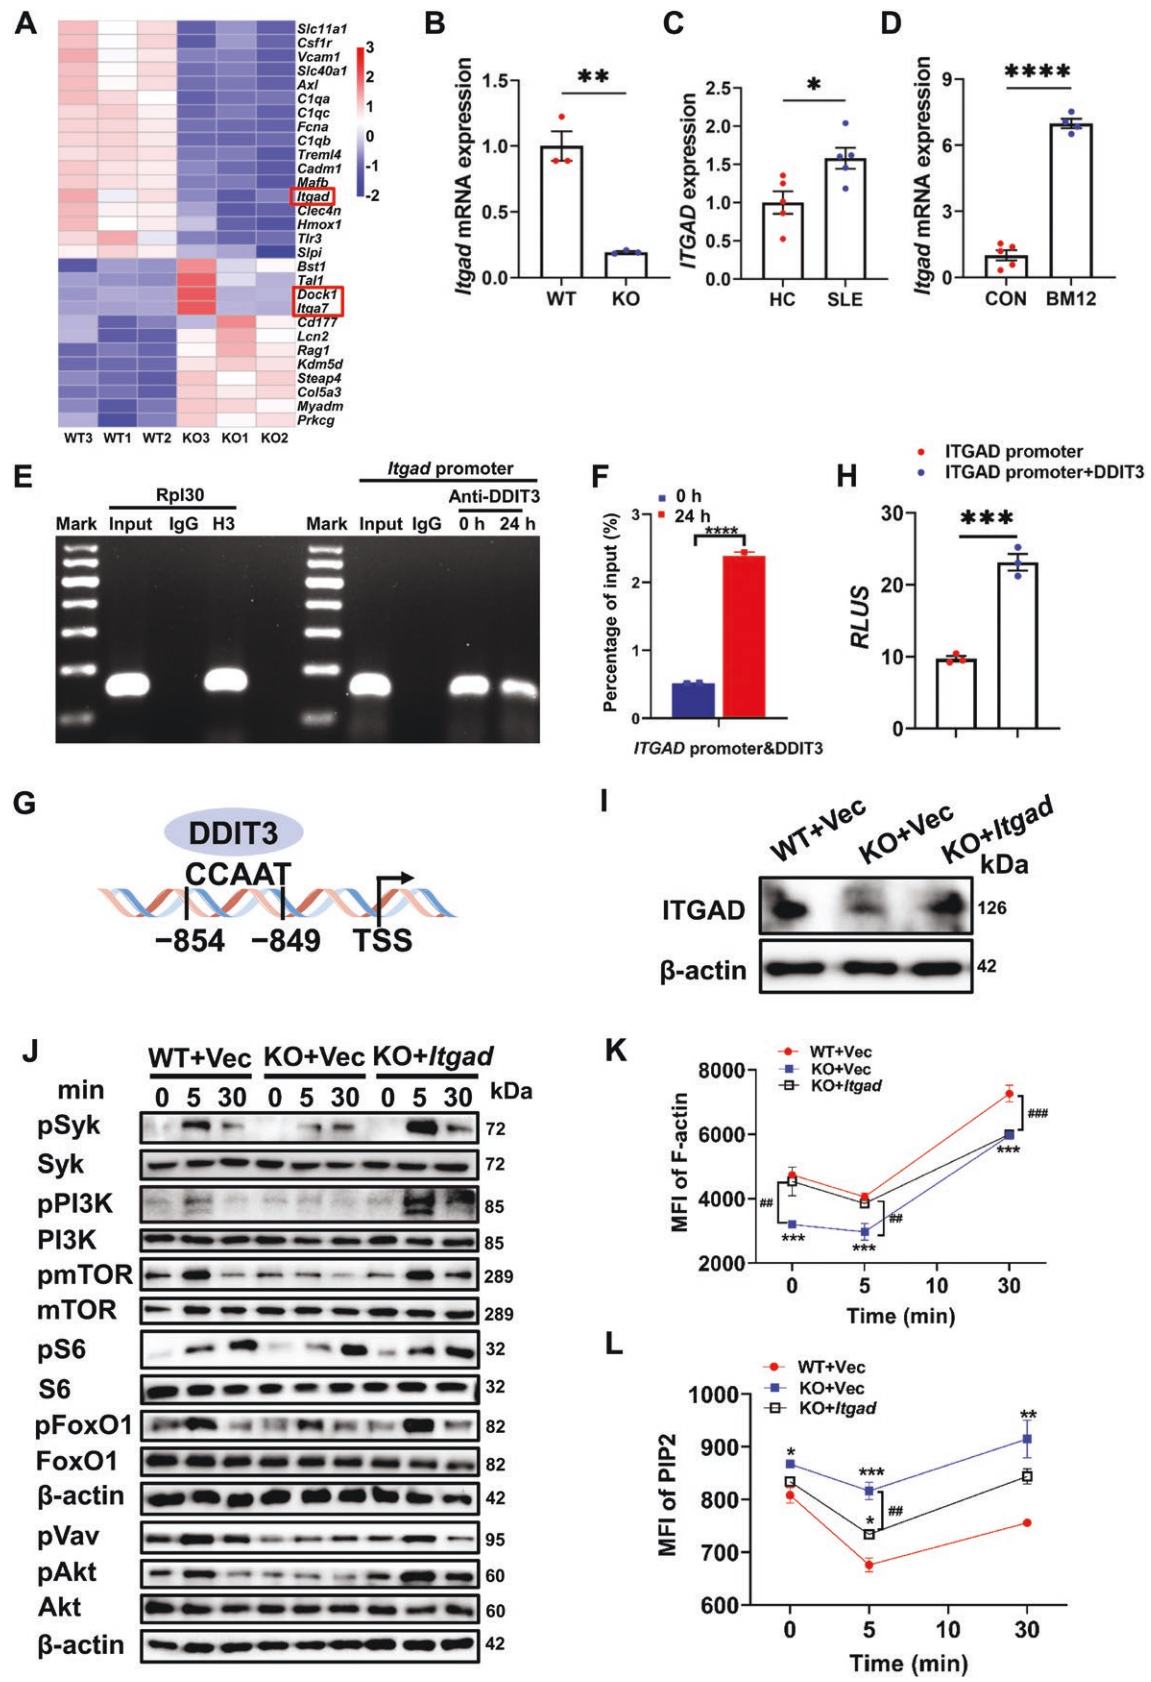 A
Slc11a1
Csf1r
Vcam1
Slc40a1
Axl
C1qa
C1qc
Fcna
C1qb
Treml4
Cadm1
Mafb
Itgad
Clec4n
Hmox1
Tlr3
Slpi
Bst1
Tal1
Dock1
Itga7
Cd177
Lcn2
Rag1
Kdm5d
Steap4
Col5a3
Myadm
Prkcg
3
2
1
0
-1
-2
WT3 WT1 WT2 KO3 KO1 KO2
B
Itgad mRNA expression
1.5
1.0
0.5
0.0
**
WT KO
C
ITGAD expression
2.5
2.0
1.5
1.0
0.5
0.0
*
HC SLE
D
Itgad mRNA expression
9
6
3
0
****
CON BM12
E
Itgad promoter
Rpl30 Anti-DDIT3
Mark Input IgG H3 Mark Input IgG 0 h 24 h
F
0 h
24 h
Percentage of input (%)
3
2
1
0
****
ITGAD promoter&DDIT3
H
ITGAD promoter
ITGAD promoter+DDIT3
RLUS
30
20
10
0
***
G
DDIT3
CCAAT
−854 −849 TSS
I
WT+Vec KO+Vec KO+Itgad
kDa
ITGAD 126
β-actin 42
J
WT+Vec KO+Vec KO+Itgad
min 0 5 30 0 5 30 0 5 30 kDa
pSyk 72
Syk 72
pPI3K 85
PI3K 85
pmTOR 289
mTOR 289
pS6 32
S6 32
pFoxO1 82
FoxO1 82
β-actin 42
pVav 95
pAkt 60
Akt 60
β-actin 42
K
WT+Vec
KO+Vec
KO+Itgad
MFI of F-actin
8000
6000
4000
2000
##
***
##
***
###
***
0 5 10 30
Time (min)
L
WT+Vec
KO+Vec
KO+Itgad
MFI of PIP2
1000
900
800
700
600
*
***
*
##
**
0 5 10 30
Time (min)